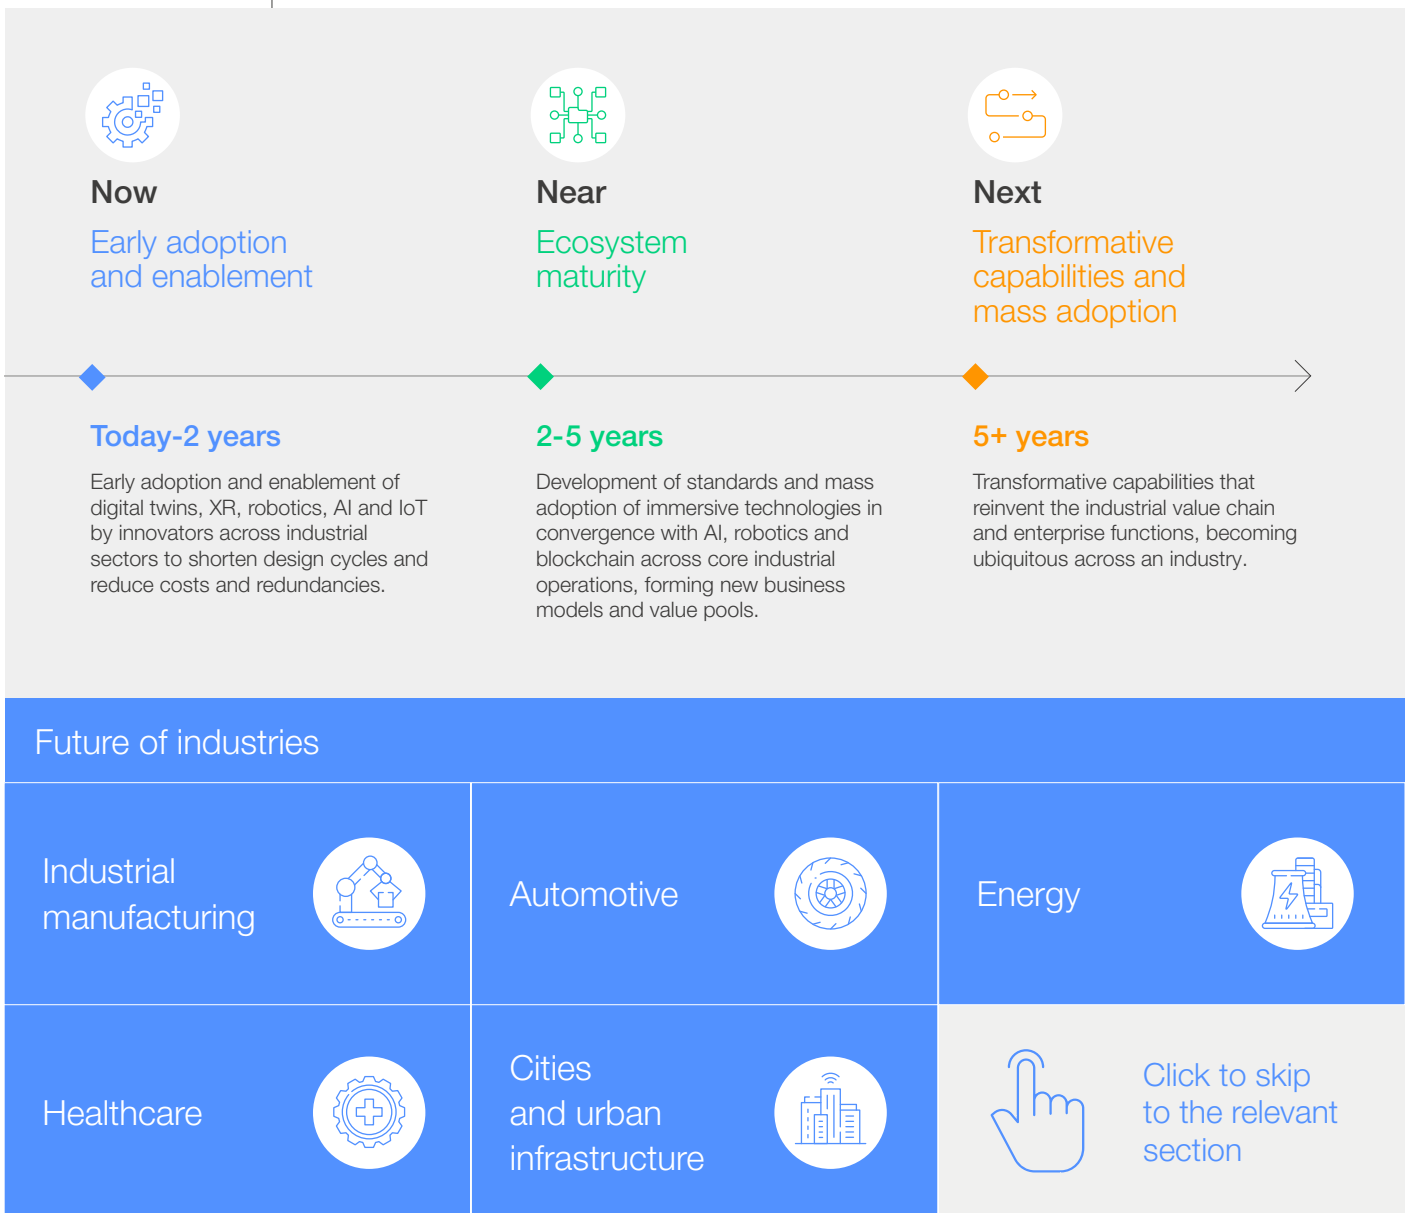 Now
Early adoption
and enablement
Near
Ecosystem
maturity
Next
Transformative
capabilities and
mass adoption
Today-2 years
Early adoption and enablement of
digital twins, XR, robotics, AI and IoT
by innovators across industrial
sectors to shorten design cycles and
reduce costs and redundancies.
2-5 years
Development of standards and mass
adoption of immersive technologies in
convergence with AI, robotics and
blockchain across core industrial
operations, forming new business
models and value pools.
5+ years
Transformative capabilities that
reinvent the industrial value chain
and enterprise functions, becoming
ubiquitous across an industry.
Future of industries
Industrial
manufacturing
Automotive
Energy
Healthcare
Cities
and urban
infrastructure
Click to skip
to the relevant
section